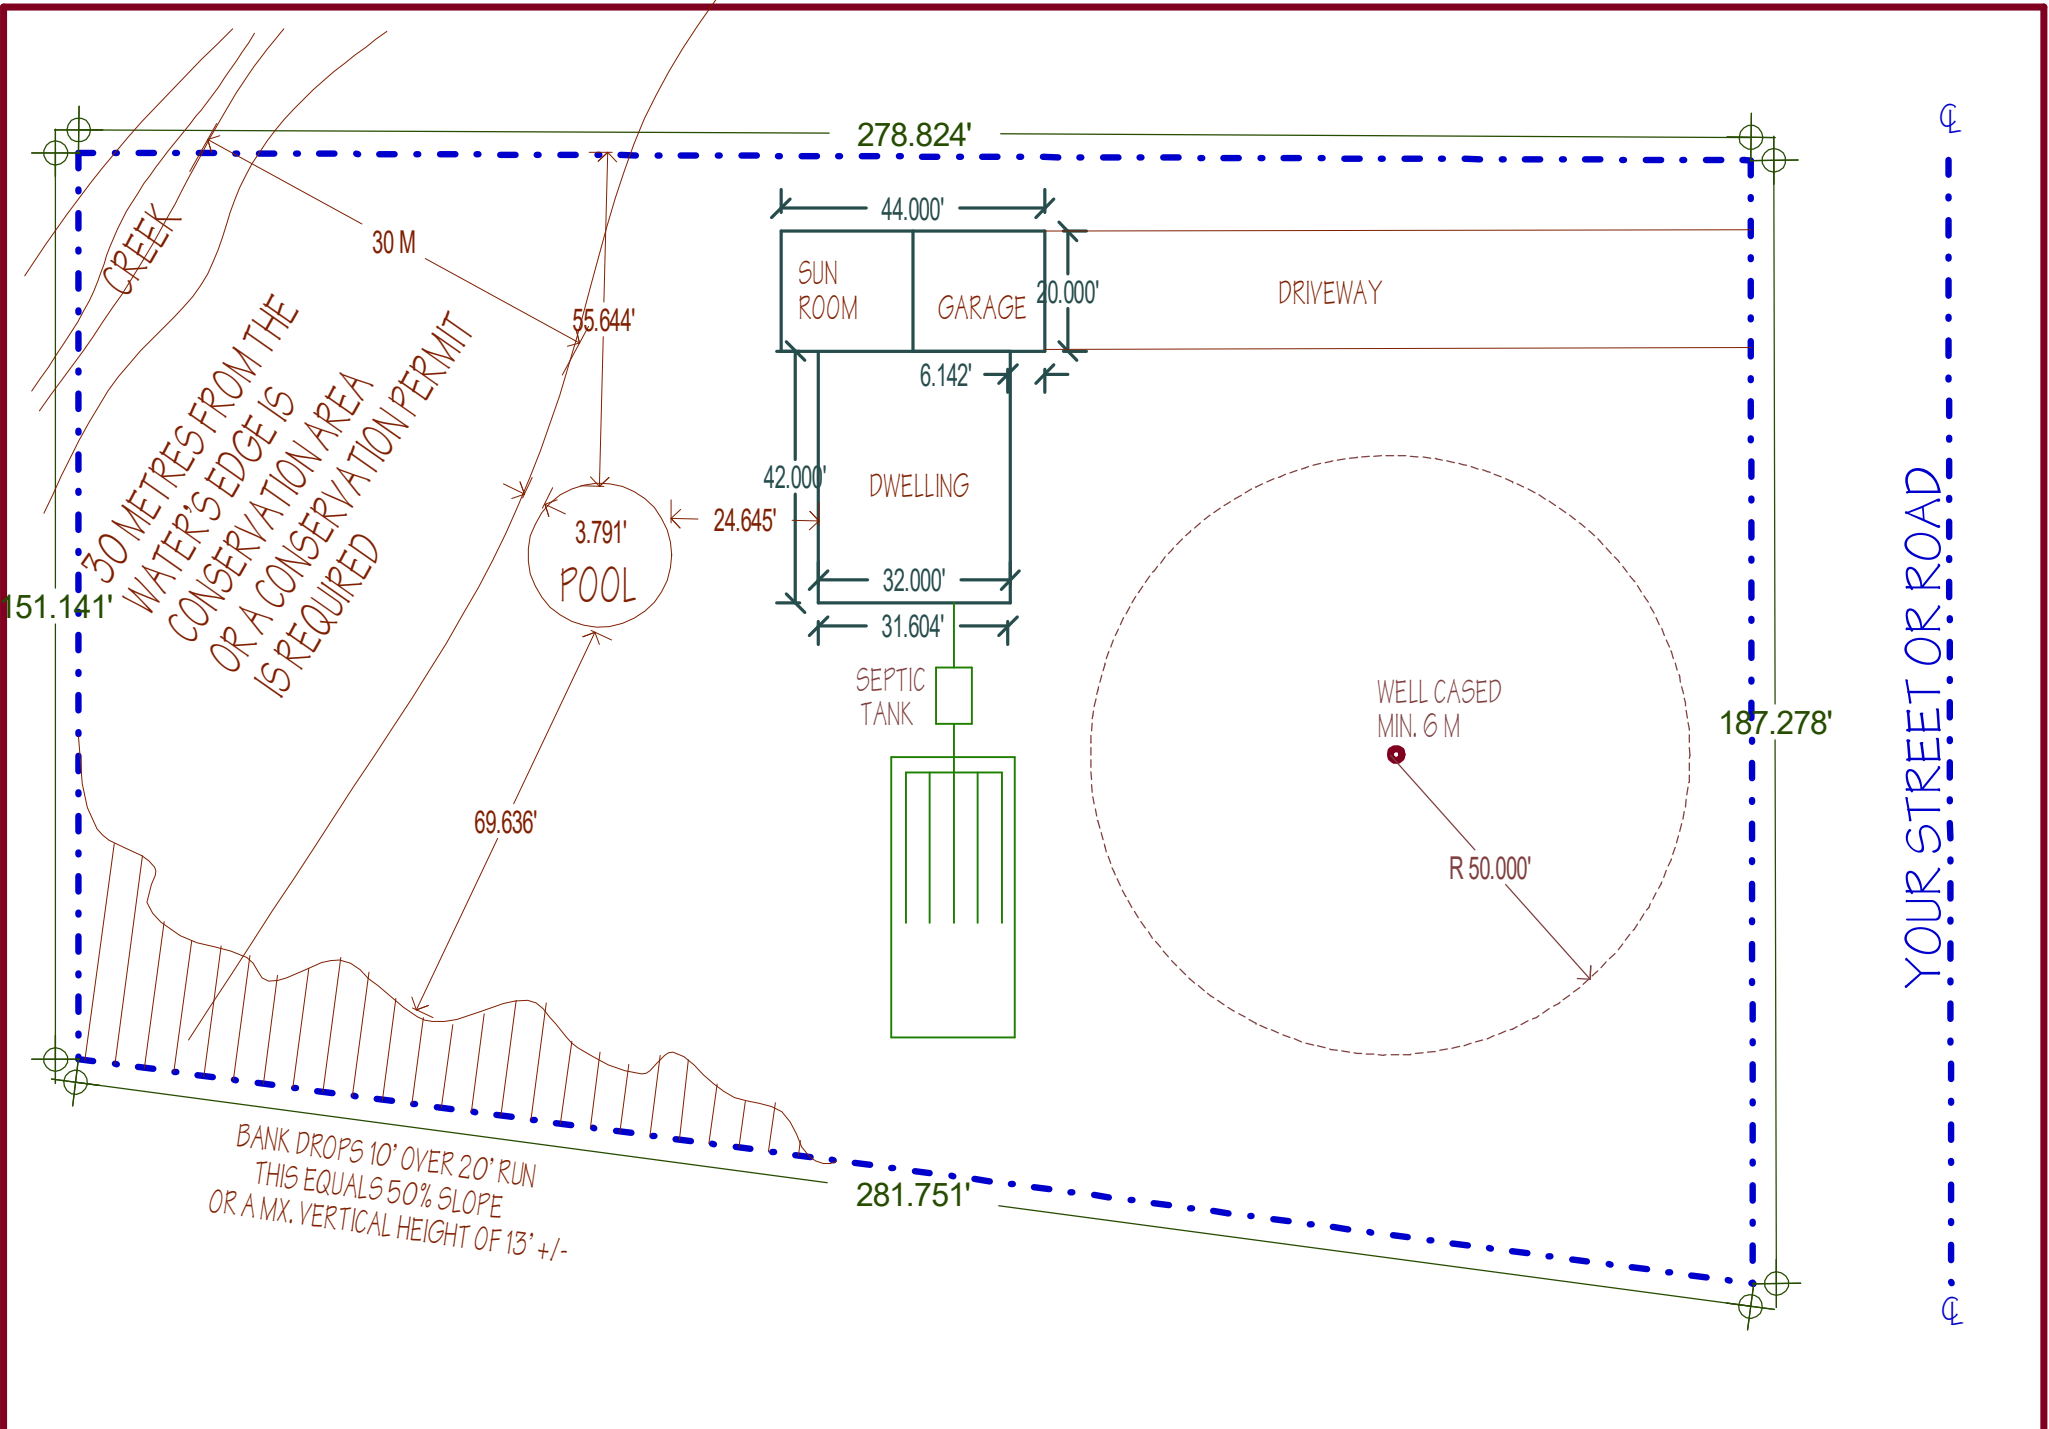 ℄
278.824'
44.000'
CREEK
30 M
SUN
ROOM
GARAGE
20.000'
DRIVEWAY
55.644'
6.142'
30 METRES FROM THE
WATER'S EDGE IS
CONSERVATION AREA
OR A CONSERVATION PERMIT
IS REQUIRED
42.000'
DWELLING
24.645'
3.791'
POOL
32.000'
151.141'
31.604'
SEPTIC
TANK
WELL CASED
MIN. 6 M
187.278'
YOUR STREET OR ROAD
69.636'
R 50.000'
BANK DROPS 10' OVER 20' RUN
THIS EQUALS 50% SLOPE
OR A MX. VERTICAL HEIGHT OF 13' +/-
281.751'
℄